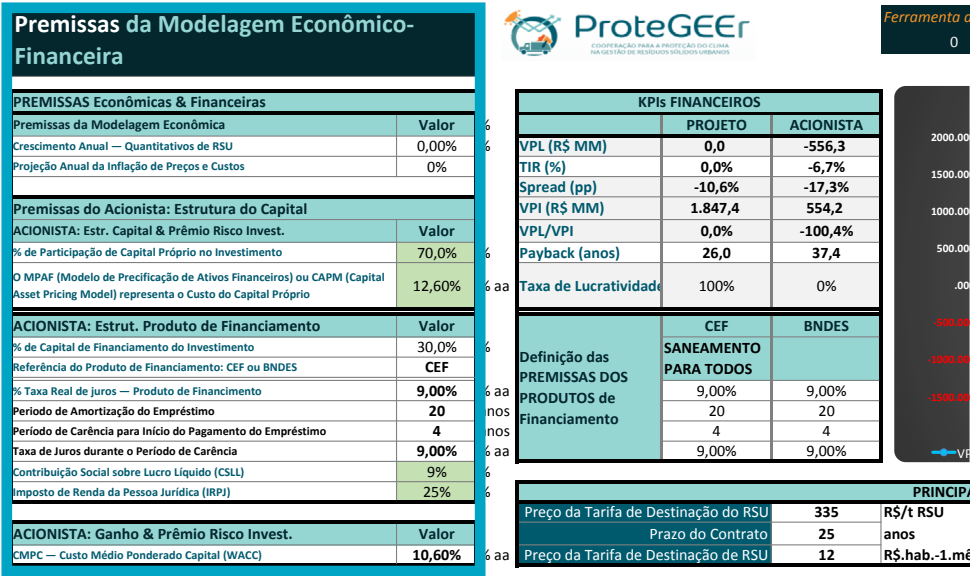 Premissas da Modelagem Econômico-
Financeira
ProteGEEr
COOPERAÇÃO PARA A PROTEÇÃO DO CLIMA
NA GESTÃO DE RESÍDUOS SÓLIDOS URBANOS
Ferramenta d
0
PREMISSAS Econômicas & Financeiras
Premissas da Modelagem Econômica Valor %
Crescimento Anual — Quantitativos de RSU 0,00% %
Projeção Anual da Inflação de Preços e Custos 0%
Premissas do Acionista: Estrutura do Capital
ACIONISTA: Estr. Capital & Prêmio Risco Invest. Valor
% de Participação de Capital Próprio no Investimento 70,0% %
O MPAF (Modelo de Precificação de Ativos Financeiros) ou CAPM (Capital
Asset Pricing Model) representa o Custo do Capital Próprio 12,60% % aa
ACIONISTA: Estrut. Produto de Financiamento Valor
% de Capital de Financiamento do Investimento 30,0% %
Referência do Produto de Financiamento: CEF ou BNDES CEF
% Taxa Real de juros — Produto de Financimento 9,00% % aa
Periodo de Amortização do Empréstimo 20 anos
Período de Carência para Início do Pagamento do Empréstimo 4 anos
Taxa de Juros durante o Período de Carência 9,00% % aa
Contribuição Social sobre Lucro Líquido (CSLL) 9% %
Imposto de Renda da Pessoa Jurídica (IRPJ) 25% %
ACIONISTA: Ganho & Prêmio Risco Invest. Valor
CMPC — Custo Médio Ponderado Capital (WACC) 10,60% % aa
KPIs FINANCEIROS
PROJETO ACIONISTA
VPL (R$ MM) 0,0 -556,3
TIR (%) 0,0% -6,7%
Spread (pp) -10,6% -17,3%
VPI (R$ MM) 1.847,4 554,2
VPL/VPI 0,0% -100,4%
Payback (anos) 26,0 37,4
Taxa de Lucratividade 100% 0%
CEF BNDES
Definição das
PREMISSAS DOS
PRODUTOS de
Financiamento
SANEAMENTO
PARA TODOS
9,00% 9,00%
20 20
4 4
9,00% 9,00%
2000.00
1500.00
1000.00
500.00
.00
-500.00
-1000.00
-1500.00
VP
PRINCIPA
Preço da Tarifa de Destinação do RSU 335 R$/t RSU
Prazo do Contrato 25 anos
Preço da Tarifa de Destinação de RSU 12 R$.hab.-1.mê